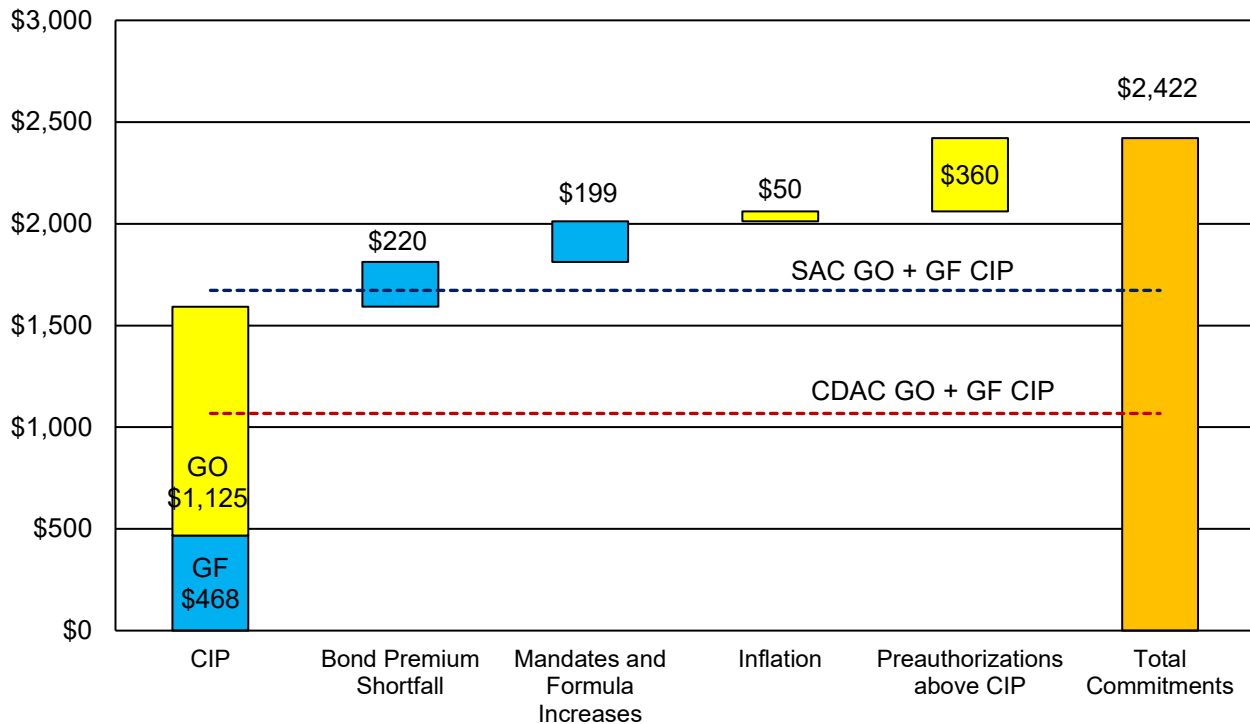 $3,000
$2,500
$2,000
$1,500
$1,000
$500
$0
GO
$1,125
GF
$468
$220
$199
$50
$360
$2,422
SAC GO + GF CIP
CDAC GO + GF CIP
CIP
Bond Premium
Shortfall
Mandates and
Formula
Increases
Inflation
Preauthorizations
above CIP
Total
Commitments